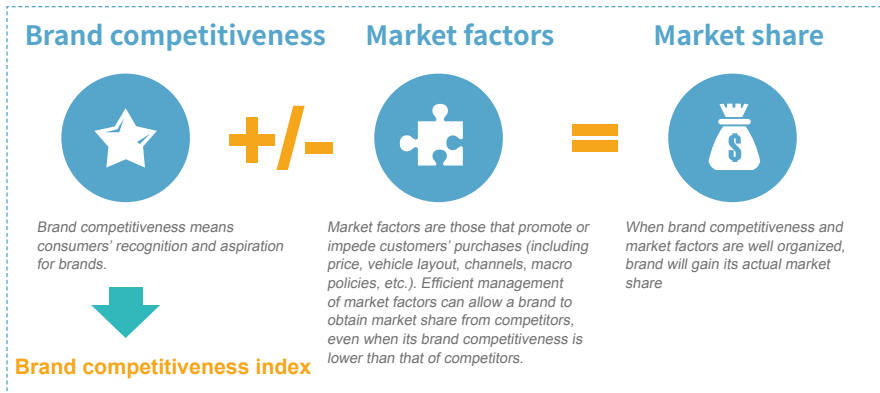 Brand competitiveness
Market factors
Market share
+/-
=
$
Brand competitiveness means
consumers' recognition and aspiration
for brands.
Market factors are those that promote or
impede customers' purchases (including
price, vehicle layout, channels, macro
policies, etc.). Efficient management
of market factors can allow a brand to
obtain market share from competitors,
even when its brand competitiveness is
lower than that of competitors.
When brand competitiveness and
market factors are well organized,
brand will gain its actual market
share
Brand competitiveness index